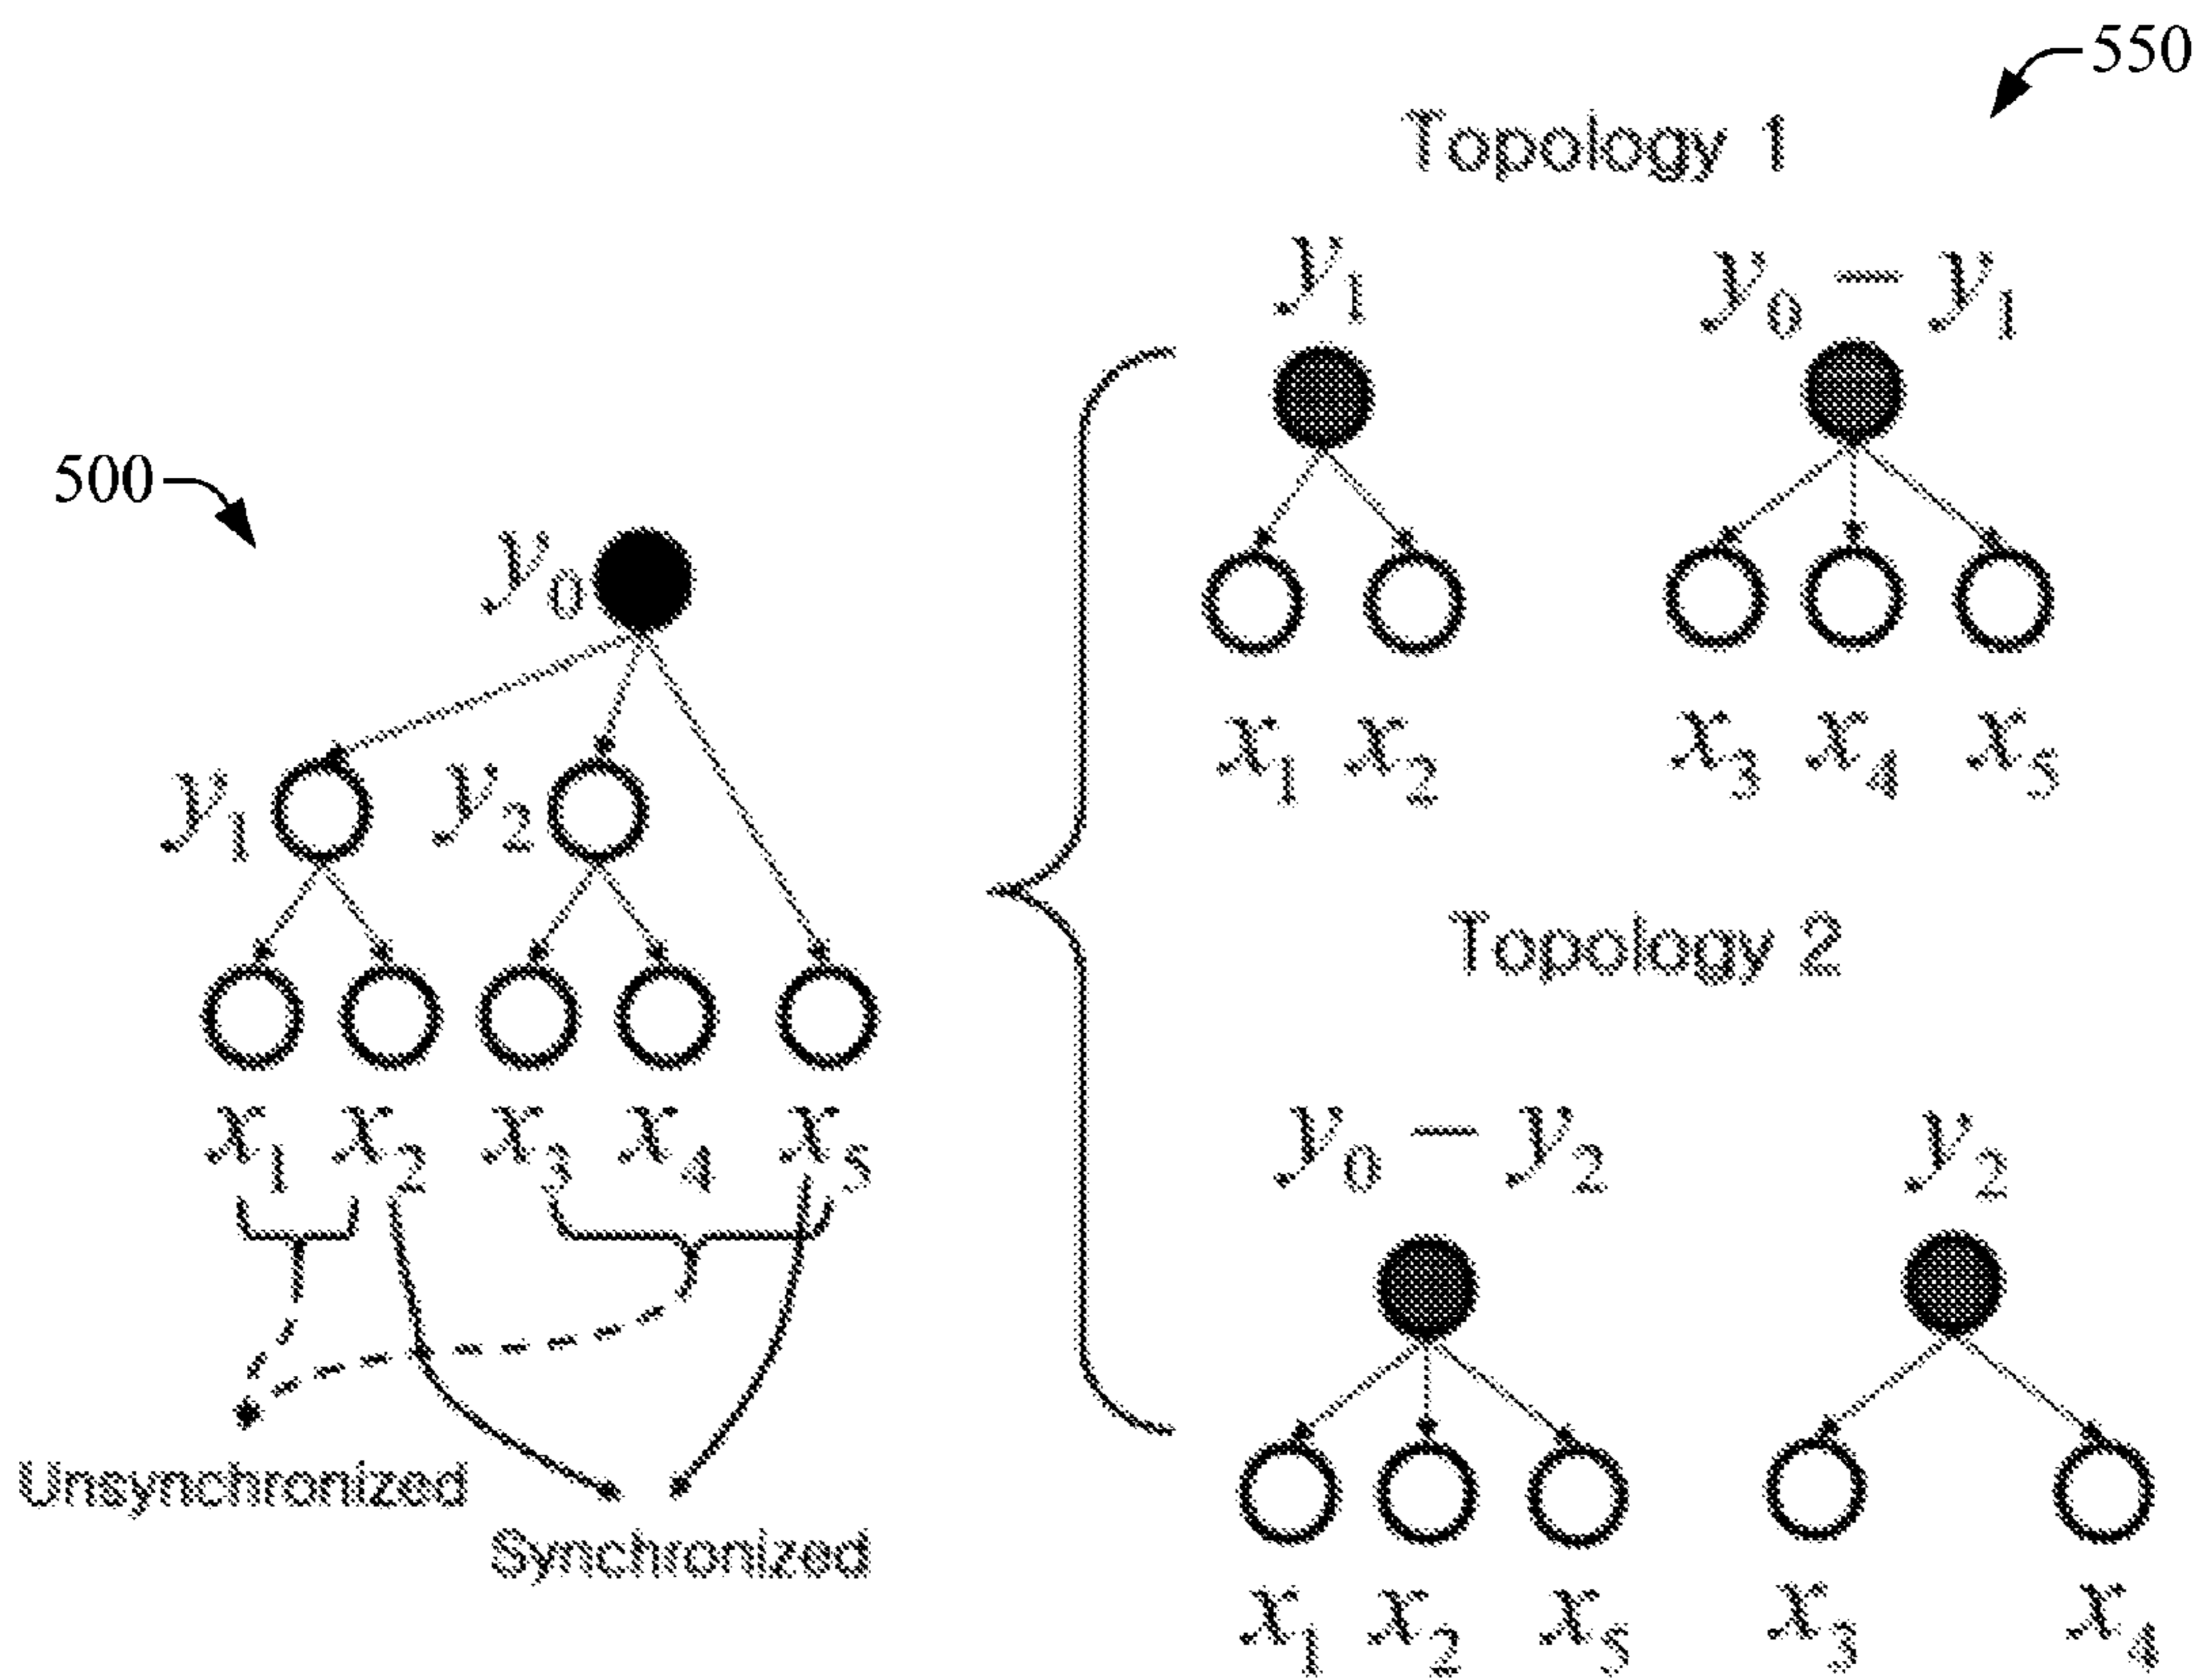 550
Topology 1
y₁
y₀ − y₁
500
y₀
x₁ x₂
x₃ x₄ x₅
y₁ y₂
Topology 2
x₁ x₂ x₃ x₄ x₅
y₀ − y₂
y₂
Unsynchronized
Synchronized
x₁ x₂ x₅
x₃ x₄